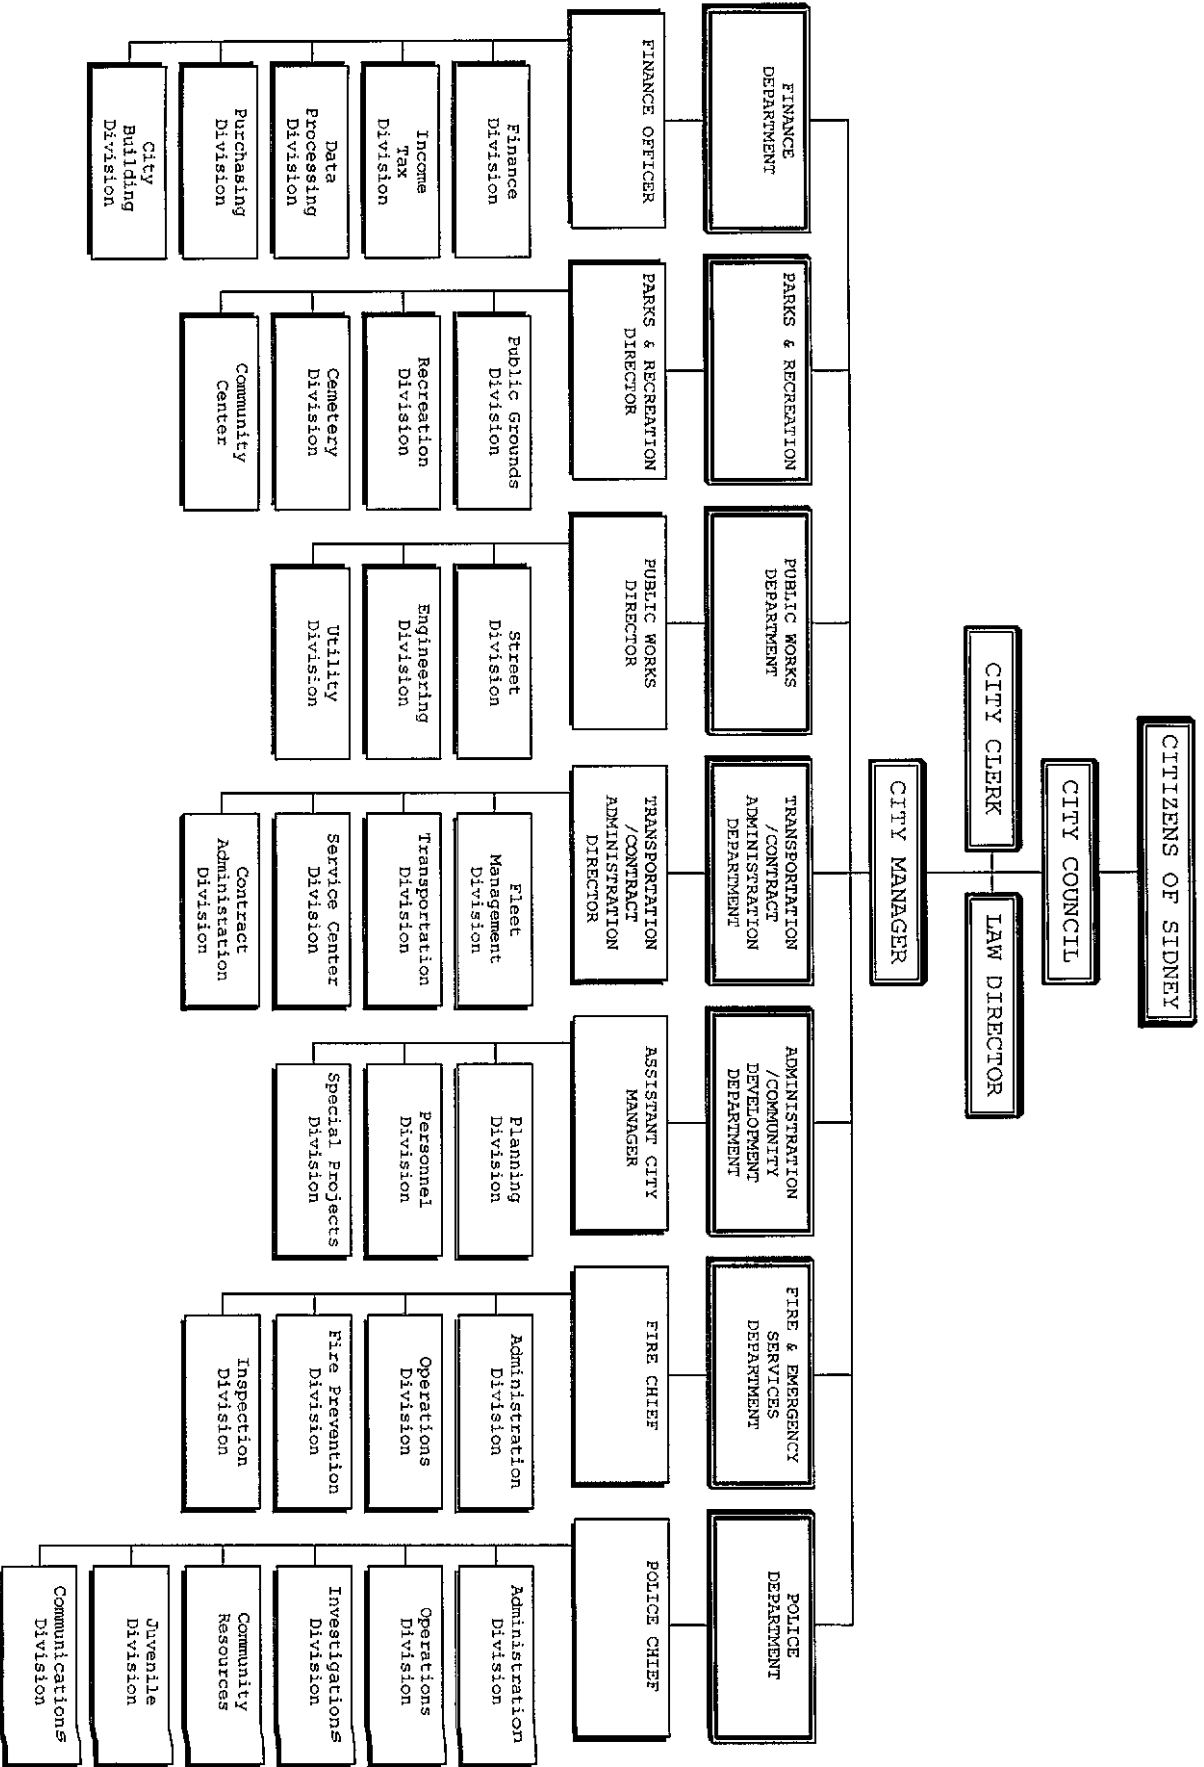 CITIZENS OF SIDNEY
CITY COUNCIL
CITY CLERK
LAW DIRECTOR
CITY MANAGER
FINANCE
DEPARTMENT
PARKS & RECREATION
PUBLIC WORKS
DEPARTMENT
TRANSPORTATION
/CONTRACT
ADMINISTRATION
DEPARTMENT
ADMINISTRATION
/COMMUNITY
DEVELOPMENT
DEPARTMENT
FIRE & EMERGENCY
SERVICES
DEPARTMENT
POLICE
DEPARTMENT
FINANCE OFFICER
PARKS & RECREATION
DIRECTOR
PUBLIC WORKS
DIRECTOR
TRANSPORTATION
/CONTRACT
ADMINISTRATION
DIRECTOR
ASSISTANT CITY
MANAGER
FIRE CHIEF
POLICE CHIEF
Finance
Division
Income
Tax
Division
Data
Processing
Division
Purchasing
Division
City
Building
Division
Public Grounds
Division
Recreation
Division
Cemetery
Division
Community
Center
Street
Division
Engineering
Division
Utility
Division
Fleet
Management
Division
Transportation
Division
Service Center
Division
Contract
Administation
Division
Planning
Division
Personnel
Division
Special Projects
Division
Administration
Division
Operations
Division
Fire Prevention
Division
Inspection
Division
Administration
Division
Operations
Division
Investigations
Division
Community
Resources
Juvenile
Division
Communications
Division